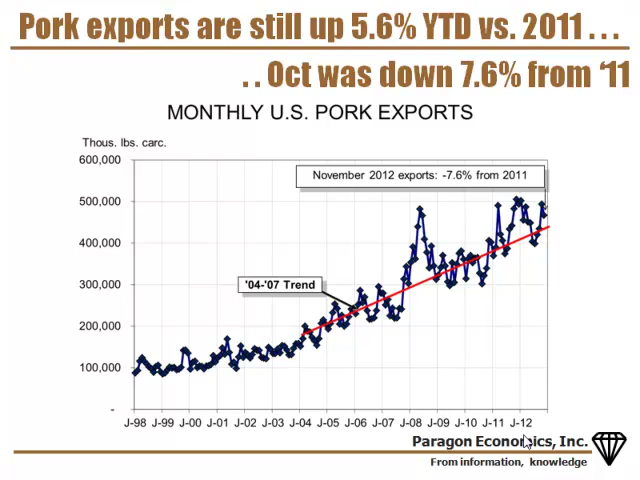 Pork exports are still up 5.6% YTD vs. 2011 . . .
. . Oct was down 7.6% from ‘11
MONTHLY U.S. PORK EXPORTS
Thous. lbs. carc.
600,000
November 2012 exports: -7.6% from 2011
500,000
400,000
'04-'07 Trend
300,000
200,000
100,000
-
J-98 J-99 J-00 J-01 J-02 J-03 J-04 J-05 J-06 J-07 J-08 J-09 J-10 J-11 J-12
Paragon Economics, Inc.
From information, knowledge